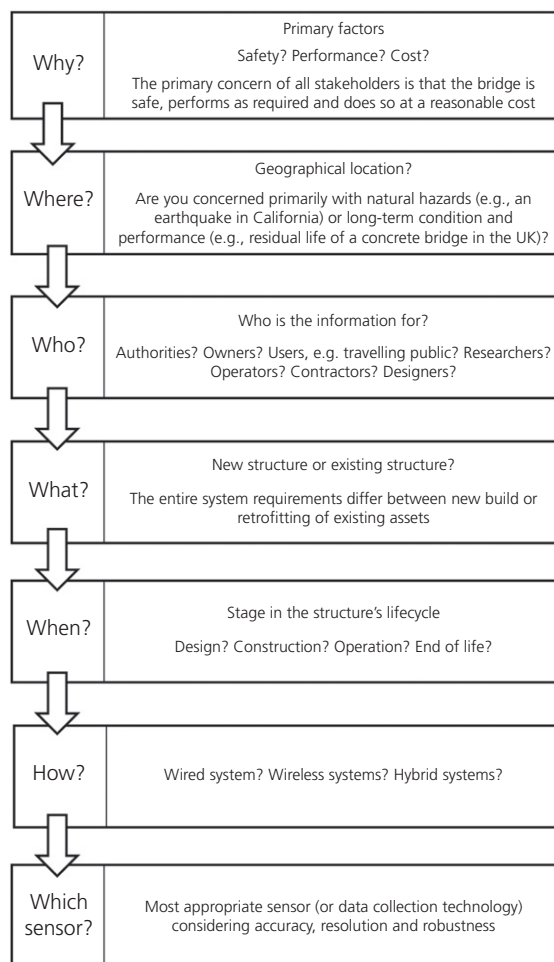 Why?
Primary factors
Safety? Performance? Cost?
The primary concern of all stakeholders is that the bridge is
safe, performs as required and does so at a reasonable cost
Where?
Geographical location?
Are you concerned primarily with natural hazards (e.g., an
earthquake in California) or long-term condition and
performance (e.g., residual life of a concrete bridge in the UK)?
Who?
Who is the information for?
Authorities? Owners? Users, e.g. travelling public? Researchers?
Operators? Contractors? Designers?
What?
New structure or existing structure?
The entire system requirements differ between new build or
retrofitting of existing assets
When?
Stage in the structure’s lifecycle
Design? Construction? Operation? End of life?
How?
Wired system? Wireless systems? Hybrid systems?
Which
sensor?
Most appropriate sensor (or data collection technology)
considering accuracy, resolution and robustness